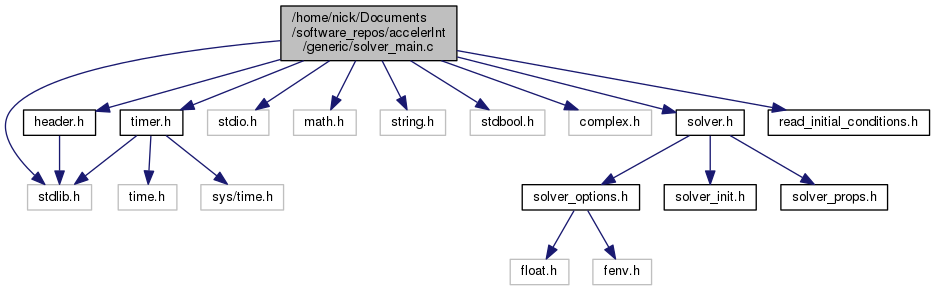 /home/nick/Documents
/software_repos/accelerInt
/generic/solver_main.c
header.h
timer.h
stdio.h
math.h
string.h
stdbool.h
complex.h
solver.h
read_initial_conditions.h
stdlib.h
time.h
sys/time.h
solver_options.h
solver_init.h
solver_props.h
float.h
fenv.h